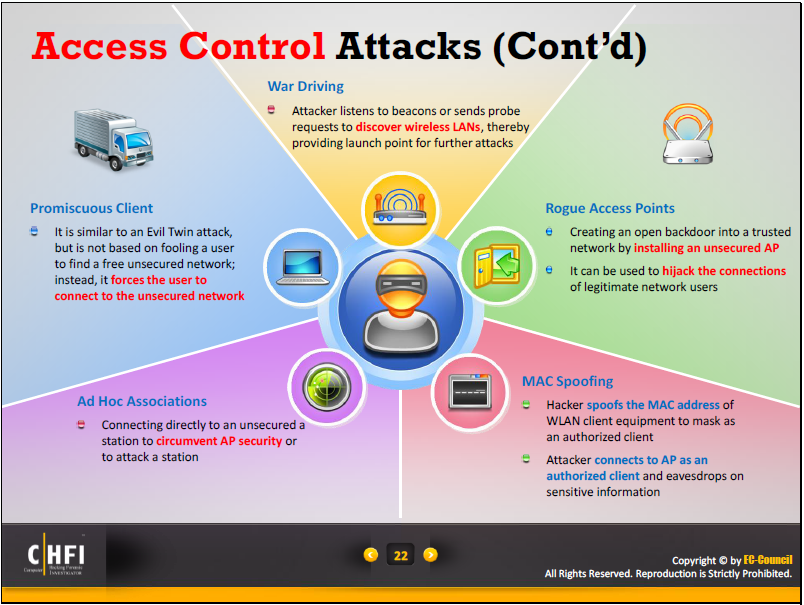 Access Control Attacks (Cont’d)
War Driving
Attacker listens to beacons or sends probe
requests to discover wireless LANs, thereby
providing launch point for further attacks
Promiscuous Client
It is similar to an Evil Twin attack,
but is not based on fooling a user
to find a free unsecured network;
instead, it forces the user to
connect to the unsecured network
Rogue Access Points
Creating an open backdoor into a trusted
network by installing an unsecured AP
It can be used to hijack the connections
of legitimate network users
Ad Hoc Associations
Connecting directly to an unsecured a
station to circumvent AP security or
to attack a station
MAC Spoofing
Hacker spoofs the MAC address of
WLAN client equipment to mask as
an authorized client
Attacker connects to AP as an
authorized client and eavesdrops on
sensitive information
CHFI
Computer Hacking Forensic
INVESTIGATOR
22
Copyright © by EC-Council
All Rights Reserved. Reproduction is Strictly Prohibited.